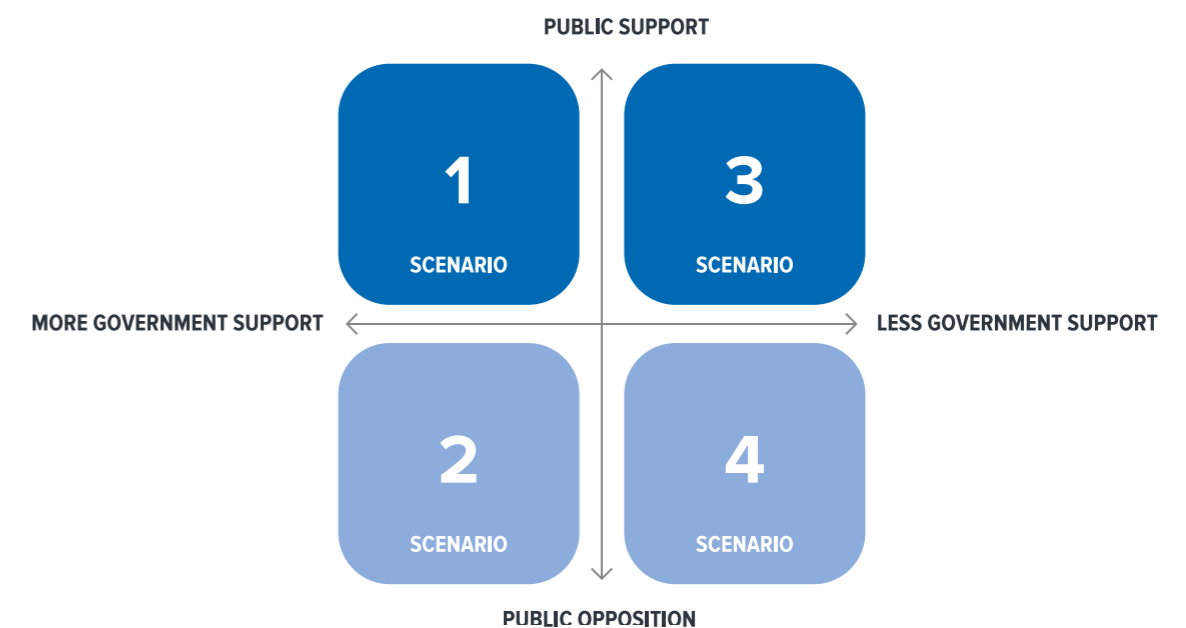 PUBLIC SUPPORT
1
SCENARIO
3
SCENARIO
MORE GOVERNMENT SUPPORT
LESS GOVERNMENT SUPPORT
2
SCENARIO
4
SCENARIO
PUBLIC OPPOSITION